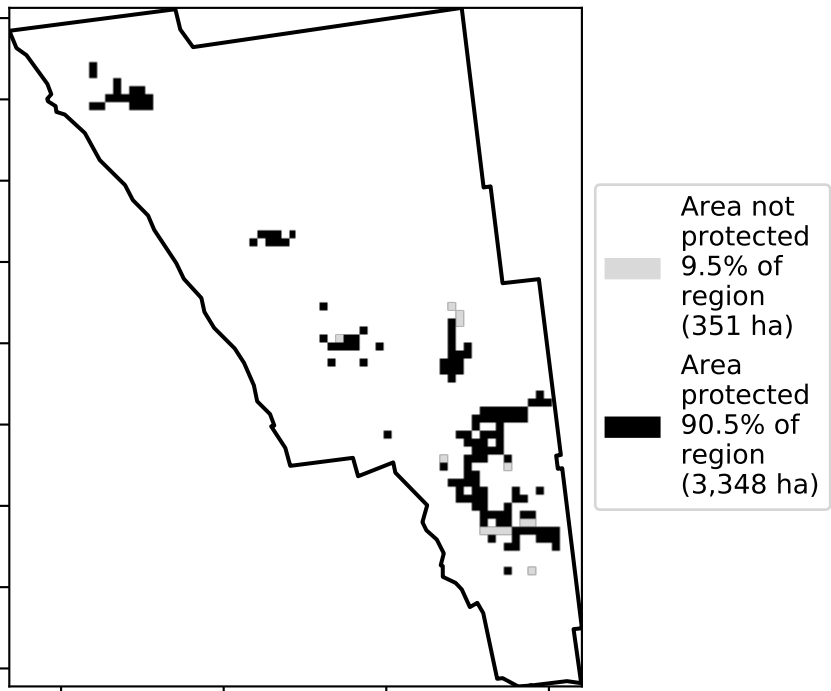 Area not
protected
9.5% of
region
(351 ha)
Area
protected
90.5% of
region
(3,348 ha)